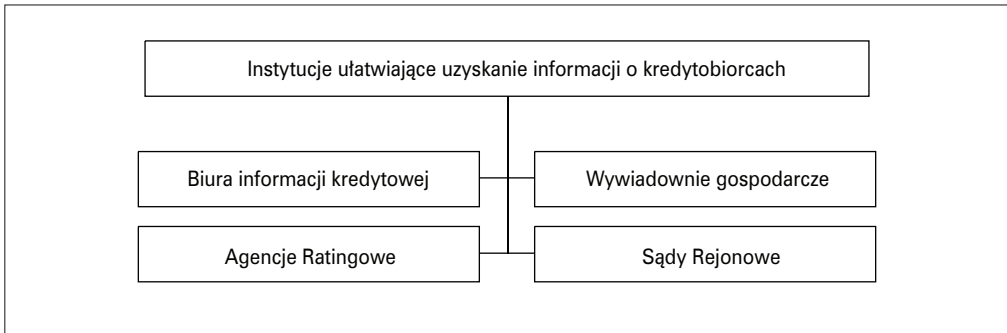 Instytucje ułatwiające uzyskanie informacji o kredytobiorcach
Biura informacji kredytowej
Wywiadownie gospodarcze
Agencje Ratingowe
Sądy Rejonowe